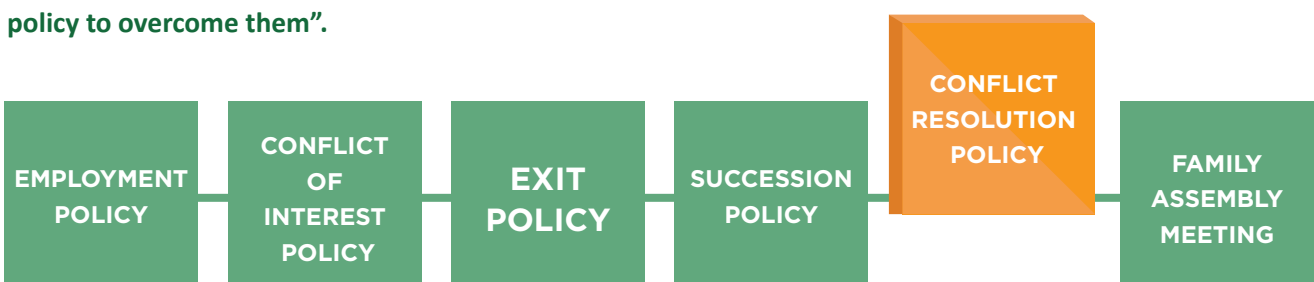 policy to overcome them”.
EMPLOYMENT
POLICY
CONFLICT
OF
INTEREST
POLICY
EXIT
POLICY
SUCCESSION
POLICY
CONFLICT
RESOLUTION
POLICY
FAMILY
ASSEMBLY
MEETING